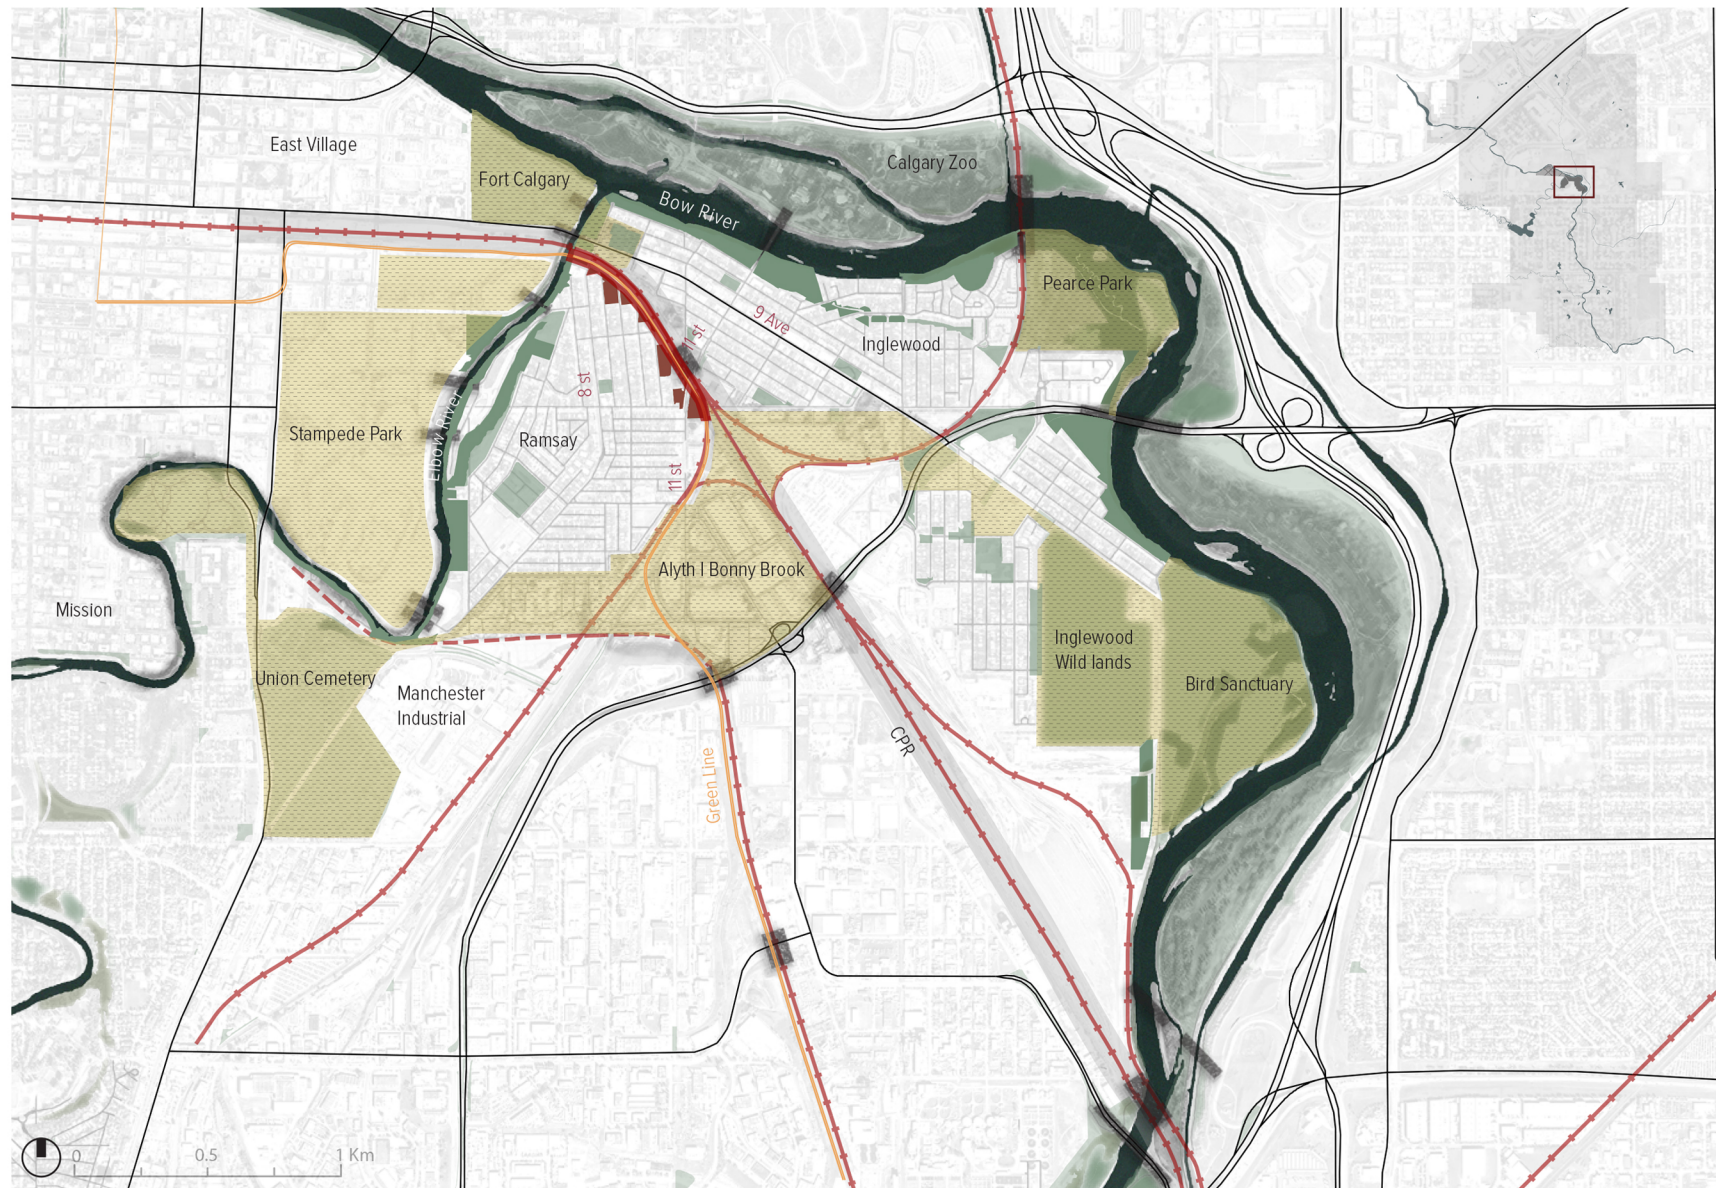 East Village
Calgary Zoo
Fort Calgary
Bow River
Pearce Park
9 Ave
11 st
Inglewood
8 st
Elbow River
Stampede Park
Ramsay
11 st
Alyth I Bonny Brook
Mission
Inglewood
Wild lands
Union Cemetery
Bird Sanctuary
Manchester
Industrial
CPR
Green Line
0
0.5
1 Km